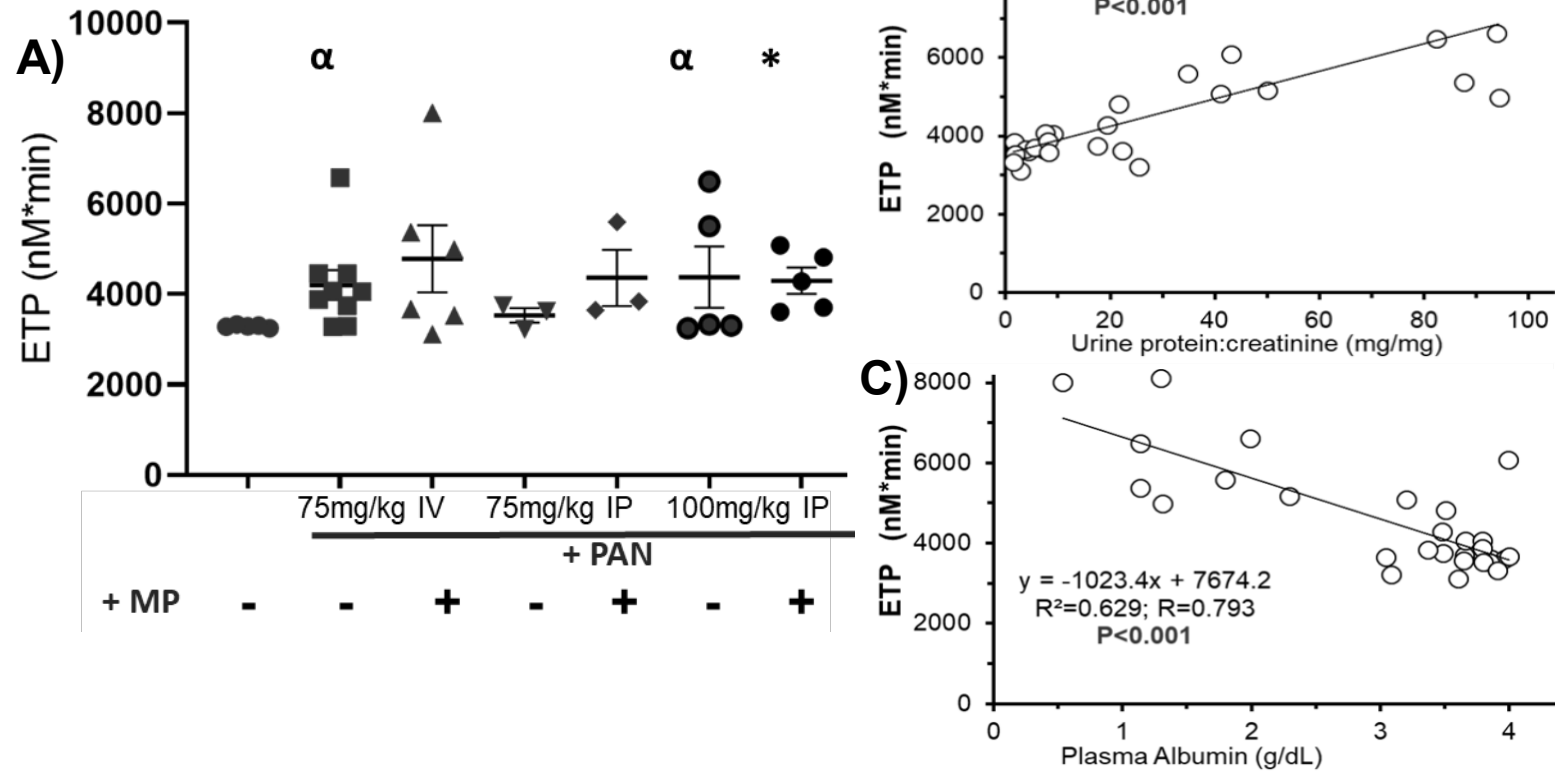 A)
10000
8000
6000
4000
2000
0
ETP (nM*min)
α
α *
75mg/kg IV 75mg/kg IP 100mg/kg IP
+ PAN
+ MP - - + - + - +
P<0.001
6000
4000
2000
0
ETP (nM*min)
0 20 40 60 80 100
Urine protein:creatinine (mg/mg)
C)
8000
6000
4000
2000
0
ETP (nM*min)
y = -1023.4x + 7674.2
R²=0.629; R=0.793
P<0.001
0 1 2 3 4
Plasma Albumin (g/dL)